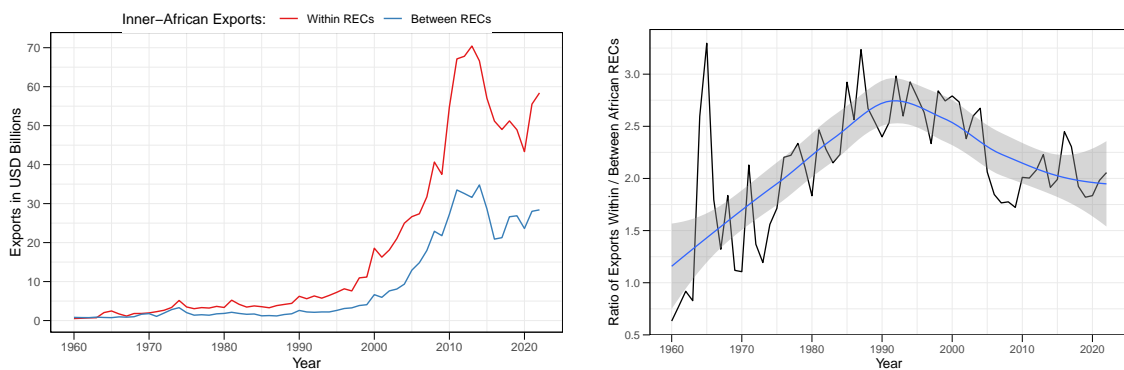 Inner−African Exports: Within RECs Between RECs
Exports in USD Billions
70
60
50
40
30
20
10
0
1960 1970 1980 1990 2000 2010 2020
Year
Ratio of Exports Within / Between African RECs
3.0
2.5
2.0
1.5
1.0
0.5
1960 1970 1980 1990 2000 2010 2020
Year